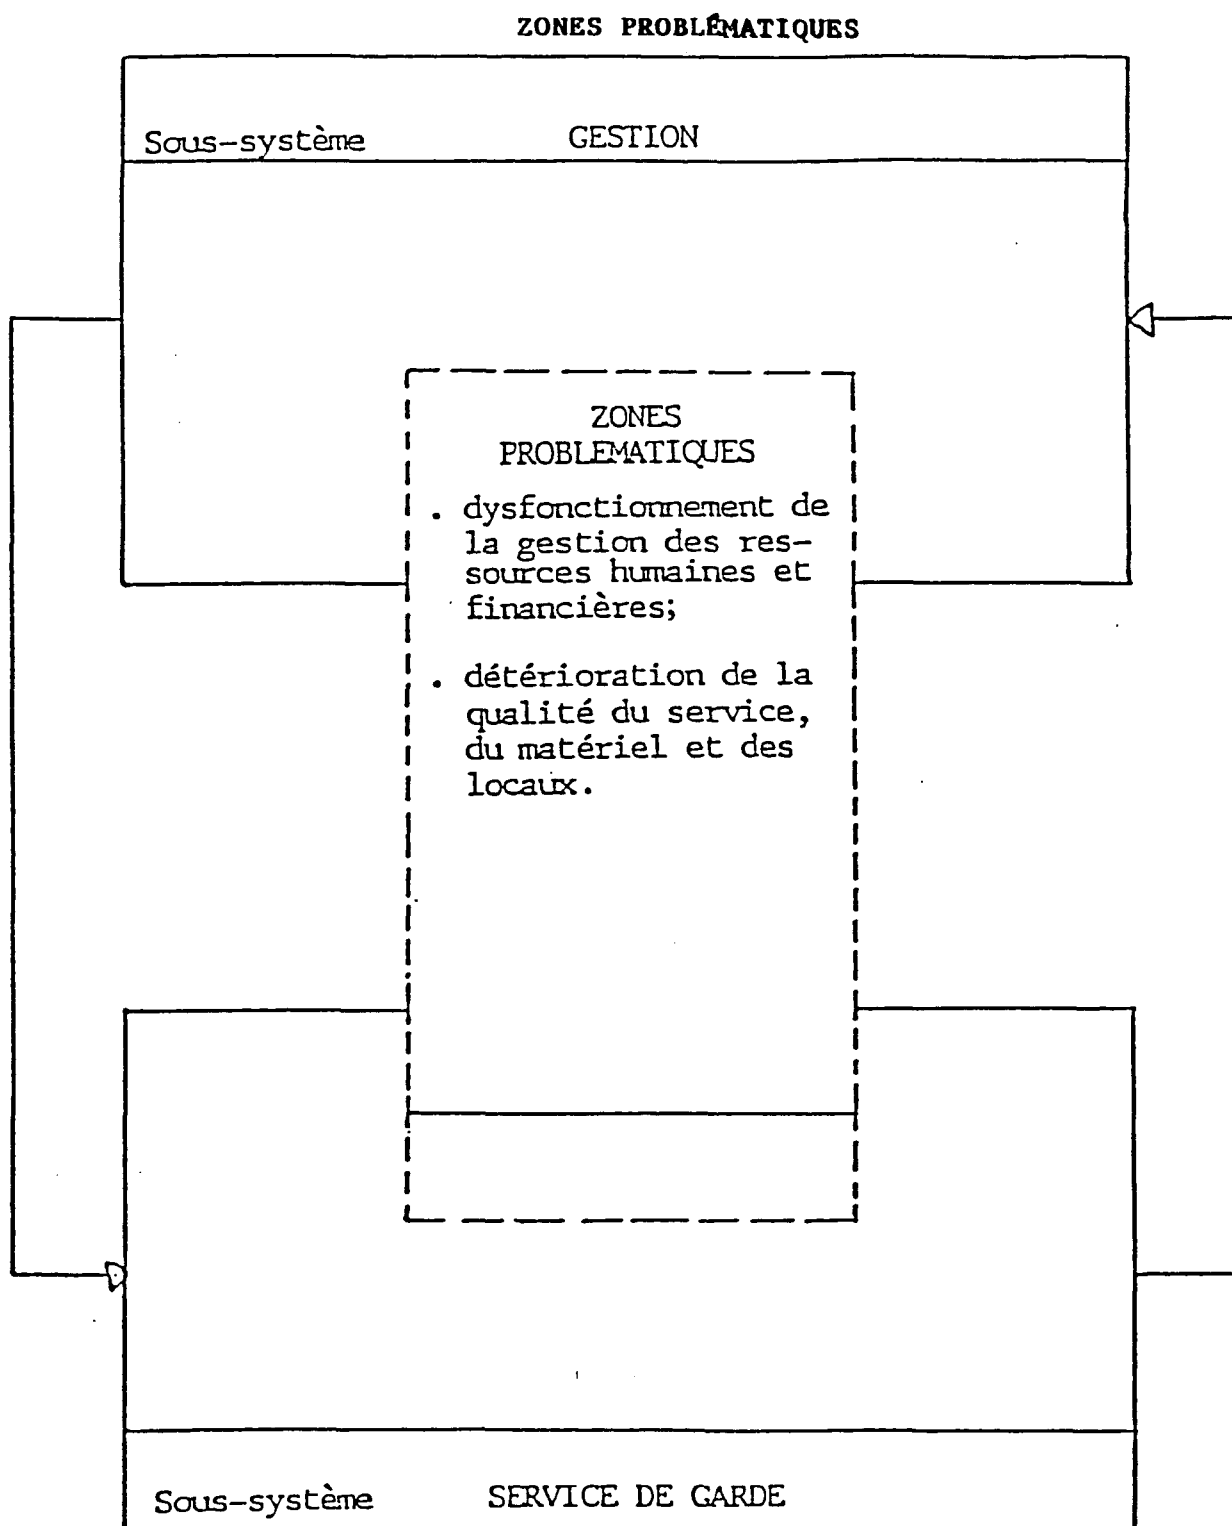 ZONES PROBLÉMATIQUES
Sous-système GESTION
ZONES
PROBLEMATIQUES
. dysfonctionnement de
la gestion des res-
sources humaines et
financières;
. détérioration de la
qualité du service,
du matériel et des
locaux.
Sous-système SERVICE DE GARDE